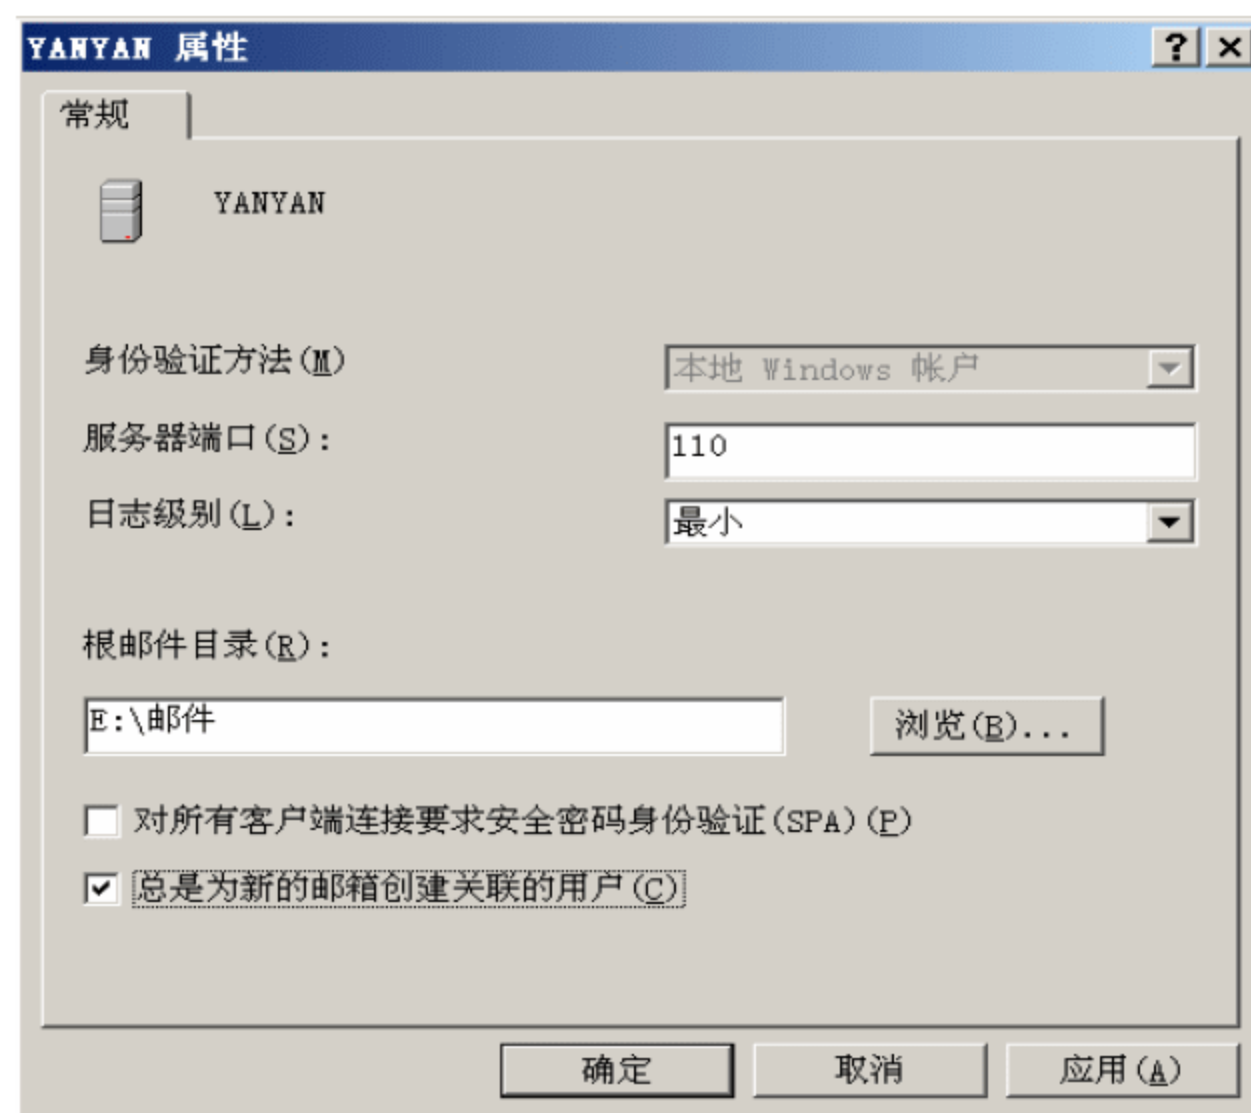 YANYAN 属性
常规
YANYAN
身份验证方法(M)
本地 Windows 帐户
服务器端口(S):
110
日志级别(L):
最小
根邮件目录(R):
E:\邮件
浏览(B)...
对所有客户端连接要求安全密码身份验证(SPA)(P)
总是为新的邮箱创建关联的用户(C)
确定 取消 应用(A)